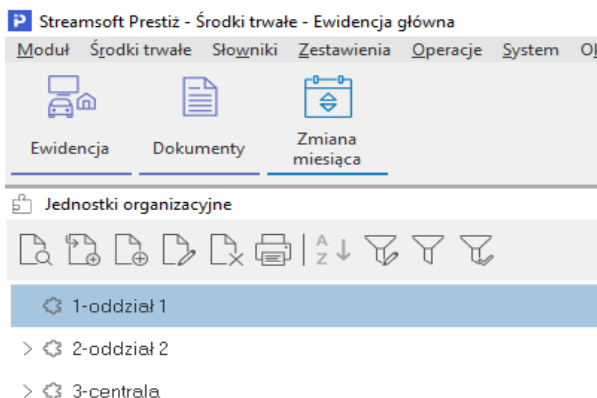 Streamsoft Prestiż - Środki trwałe - Ewidencja główna
Moduł Środki trwałe Słowniki Zestawienia Operacje System
Ewidencja Dokumenty Zmiana miesiąca
Jednostki organizacyjne
1-oddział 1
2-oddział 2
3-centrala